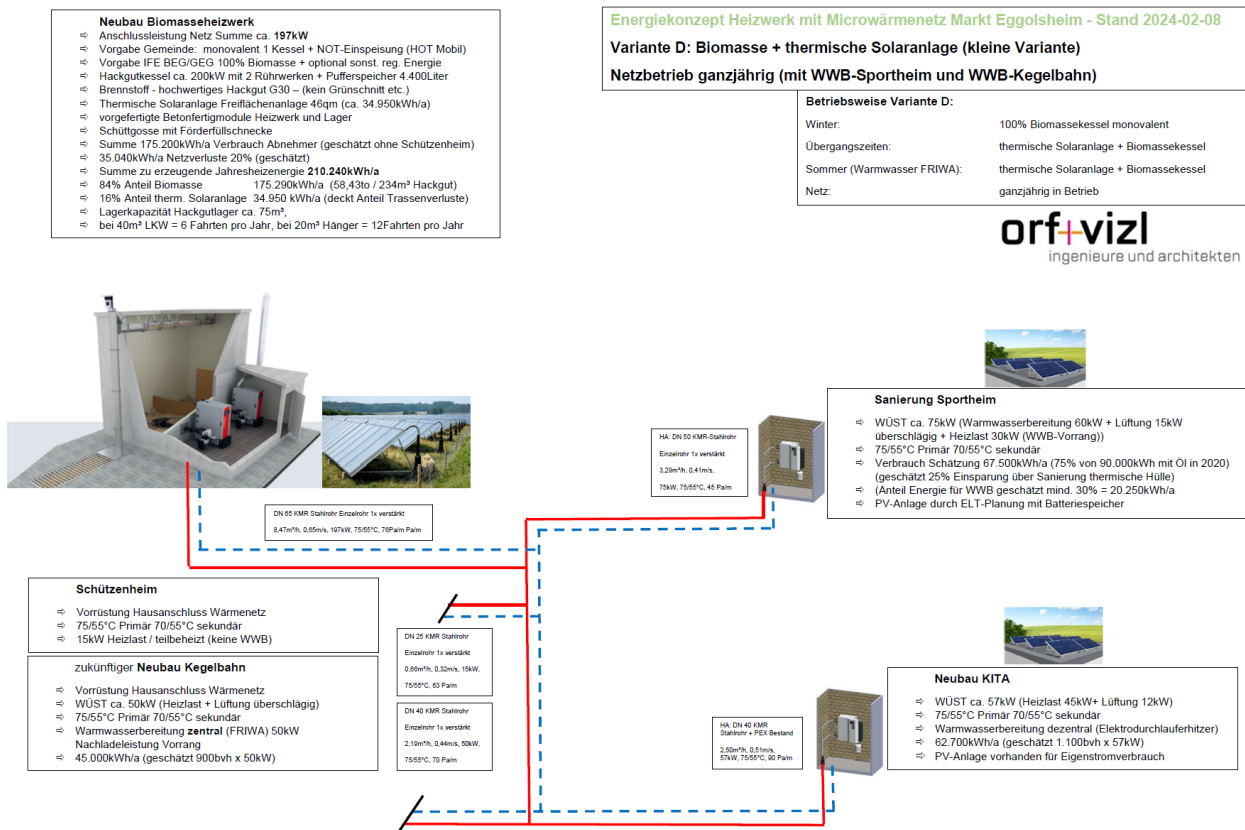 Neubau Biomasseheizwerk
⇨ Anschlussleistung Netz Summe ca. 197kW
⇨ Vorgabe Gemeinde: monovalent 1 Kessel + NOT-Einspeisung (HOT Mobil)
⇨ Vorgabe IFE BEG/GEG 100% Biomasse + optional sonst. reg. Energie
⇨ Hackgutkessel ca. 200kW mit 2 Rührwerken + Pufferspeicher 4.400Liter
⇨ Brennstoff - hochwertiges Hackgut G30 – (kein Grünschnitt etc.)
⇨ Thermische Solaranlage Freiflächenanlage 46qm (ca. 34.950kWh/a)
⇨ vorgefertigte Betonfertigmodule Heizwerk und Lager
⇨ Schüttgosse mit Förderfüllschnecke
⇨ Summe 175.200kWh/a Verbrauch Abnehmer (geschätzt ohne Schützenheim)
⇨ 35.040kWh/a Netzverluste 20% (geschätzt)
⇨ Summe zu erzeugende Jahresheizenergie 210.240kWh/a
⇨ 84% Anteil Biomasse 175.290kWh/a (58,43to / 234m³ Hackgut)
⇨ 16% Anteil therm. Solaranlage 34.950 kWh/a (deckt Anteil Trassenverluste)
⇨ Lagerkapazität Hackgutlager ca. 75m³,
⇨ bei 40m³ LKW = 6 Fahrten pro Jahr, bei 20m³ Hänger = 12Fahrten pro Jahr
Energiekonzept Heizwerk mit Microwärmenetz Markt Eggolsheim - Stand 2024-02-08
Variante D: Biomasse + thermische Solaranlage (kleine Variante)
Netzbetrieb ganzjährig (mit WWB-Sportheim und WWB-Kegelbahn)
Betriebsweise Variante D:
Winter: 100% Biomassekessel monovalent
Übergangszeiten: thermische Solaranlage + Biomassekessel
Sommer (Warmwasser FRIWA): thermische Solaranlage + Biomassekessel
Netz: ganzjährig in Betrieb
orf+vizl
ingenieure und architekten
DN 65 KMR Stahlrohr Einzelrohr 1x verstärkt
8,47m³/h, 0,65m/s, 197kW, 75/55°C, 76Pa/m Pa/m
HA: DN 50 KMR-Stahlrohr
Einzelrohr 1x verstärkt
3,29m³/h, 0,41m/s,
75kW, 75/55°C, 45 Pa/m
Sanierung Sportheim
⇨ WÜST ca. 75kW (Warmwasserbereitung 60kW + Lüftung 15kW
überschlägig + Heizlast 30kW (WWB-Vorrang))
⇨ 75/55°C Primär 70/55°C sekundär
⇨ Verbrauch Schätzung 67.500kWh/a (75% von 90.000kWh mit Öl in 2020)
(geschätzt 25% Einsparung über Sanierung thermische Hülle)
⇨ (Anteil Energie für WWB geschätzt mind. 30% = 20.250kWh/a
⇨ PV-Anlage durch ELT-Planung mit Batteriespeicher
Schützenheim
⇨ Vorrüstung Hausanschluss Wärmenetz
⇨ 75/55°C Primär 70/55°C sekundär
⇨ 15kW Heizlast / teilbeheizt (keine WWB)
zukünftiger Neubau Kegelbahn
⇨ Vorrüstung Hausanschluss Wärmenetz
⇨ WÜST ca. 50kW (Heizlast + Lüftung überschlägig)
⇨ 75/55°C Primär 70/55°C sekundär
⇨ Warmwasserbereitung zentral (FRIWA) 50kW
Nachladeleistung Vorrang
⇨ 45.000kWh/a (geschätzt 900bvh x 50kW)
DN 25 KMR Stahlrohr
Einzelrohr 1x verstärkt
0,66m³/h, 0,32m/s, 15kW,
75/55°C, 63 Pa/m
DN 40 KMR Stahlrohr
Einzelrohr 1x verstärkt
2,19m³/h, 0,44m/s, 50kW,
75/55°C, 70 Pa/m
HA: DN 40 KMR
Stahlrohr + PEX Bestand
2,50m³/h, 0,51m/s,
57kW, 75/55°C, 90 Pa/m
Neubau KITA
⇨ WÜST ca. 57kW (Heizlast 45kW+ Lüftung 12kW)
⇨ 75/55°C Primär 70/55°C sekundär
⇨ Warmwasserbereitung dezentral (Elektrodurchlauferhitzer)
⇨ 62.700kWh/a (geschätzt 1.100bvh x 57kW)
⇨ PV-Anlage vorhanden für Eigenstromverbrauch